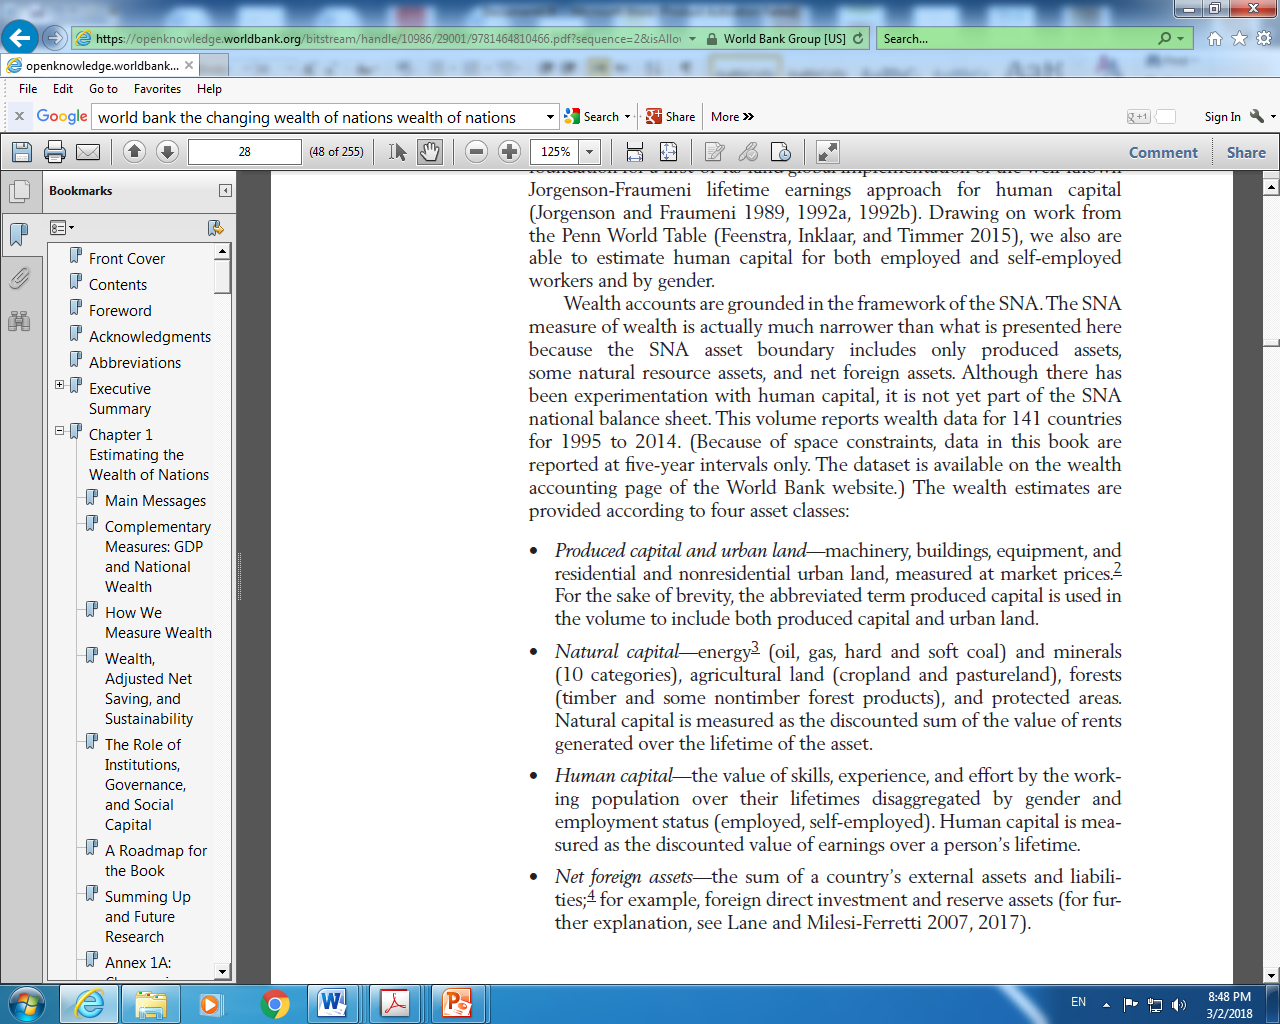 https://openknowledge.worldbank.org/bitstream/handle/10986/29001/9781464810466.pdf?sequence=2&isAllo
World Bank Group [US]
Search...
openknowledge.worldbank...
File Edit Go to Favorites Help
x Google world bank the changing wealth of nations wealth of nations Search Share More » +1 Sign In
28 (48 of 255) 125% Comment Share
Bookmarks
Front Cover
Contents
Foreword
Acknowledgments
Abbreviations
Executive
Summary
Chapter 1
Estimating the
Wealth of Nations
Main Messages
Complementary
Measures: GDP
and National
Wealth
How We
Measure Wealth
Wealth,
Adjusted Net
Saving, and
Sustainability
The Role of
Institutions,
Governance,
and Social
Capital
A Roadmap for
the Book
Summing Up
and Future
Research
Annex 1A:
foundation for a first-of-its-kind global implementation of the well-known
Jorgenson-Fraumeni lifetime earnings approach for human capital
(Jorgenson and Fraumeni 1989, 1992a, 1992b). Drawing on work from
the Penn World Table (Feenstra, Inklaar, and Timmer 2015), we also are
able to estimate human capital for both employed and self-employed
workers and by gender.
Wealth accounts are grounded in the framework of the SNA. The SNA
measure of wealth is actually much narrower than what is presented here
because the SNA asset boundary includes only produced assets,
some natural resource assets, and net foreign assets. Although there has
been experimentation with human capital, it is not yet part of the SNA
national balance sheet. This volume reports wealth data for 141 countries
for 1995 to 2014. (Because of space constraints, data in this book are
reported at five-year intervals only. The dataset is available on the wealth
accounting page of the World Bank website.) The wealth estimates are
provided according to four asset classes:
• Produced capital and urban land—machinery, buildings, equipment, and
residential and nonresidential urban land, measured at market prices.2
For the sake of brevity, the abbreviated term produced capital is used in
the volume to include both produced capital and urban land.
• Natural capital—energy3 (oil, gas, hard and soft coal) and minerals
(10 categories), agricultural land (cropland and pastureland), forests
(timber and some nontimber forest products), and protected areas.
Natural capital is measured as the discounted sum of the value of rents
generated over the lifetime of the asset.
• Human capital—the value of skills, experience, and effort by the work-
ing population over their lifetimes disaggregated by gender and
employment status (employed, self-employed). Human capital is mea-
sured as the discounted value of earnings over a person's lifetime.
• Net foreign assets—the sum of a country's external assets and liabili-
ties;4 for example, foreign direct investment and reserve assets (for fur-
ther explanation, see Lane and Milesi-Ferretti 2007, 2017).
EN
8:48 PM
3/2/2018